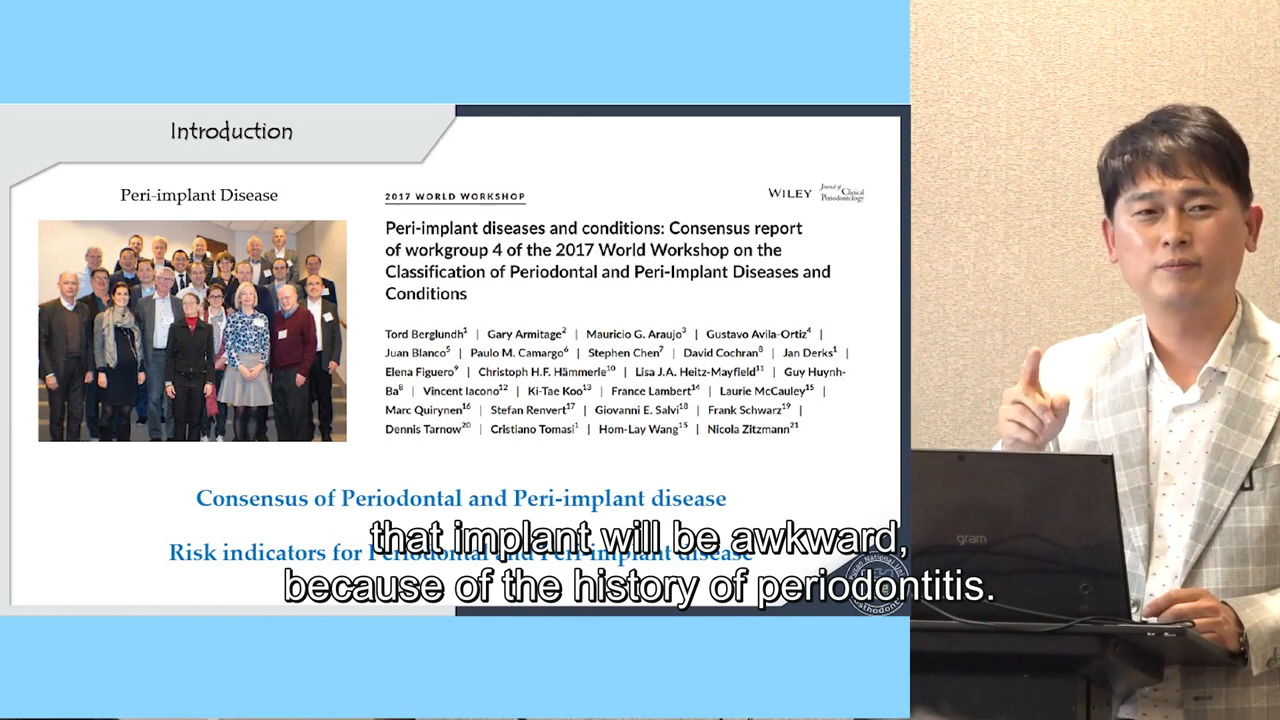 Introduction
Peri-implant Disease
2017 WORLD WORKSHOP
WILEY
Journal of
Clinical
Periodontology
Peri-implant diseases and conditions: Consensus report
of workgroup 4 of the 2017 World Workshop on the
Classification of Periodontal and Peri-Implant Diseases and
Conditions
Tord Berglundh1 | Gary Armitage2 | Mauricio G. Araujo3 | Gustavo Avila-Ortiz4 |
Juan Blanco5 | Paulo M. Camargo6 | Stephen Chen7 | David Cochran8 | Jan Derks1 |
Elena Figuero9 | Christoph H.F. Hämmerle10 | Lisa J.A. Heitz-Mayfield11 | Guy Huynh-
Ba8 | Vincent Iacono12 | Ki-Tae Koo13 | France Lambert14 | Laurie McCauley15 |
Marc Quirynen16 | Stefan Renvert17 | Giovanni E. Salvi18 | Frank Schwarz19 |
Dennis Tarnow20 | Cristiano Tomasi1 | Hom-Lay Wang15 | Nicola Zitzmann21
Consensus of Periodontal and Peri-implant disease
Risk indicators for Periodontal and Peri-implant disease
that implant will be awkward,
because of the history of periodontitis.
gram